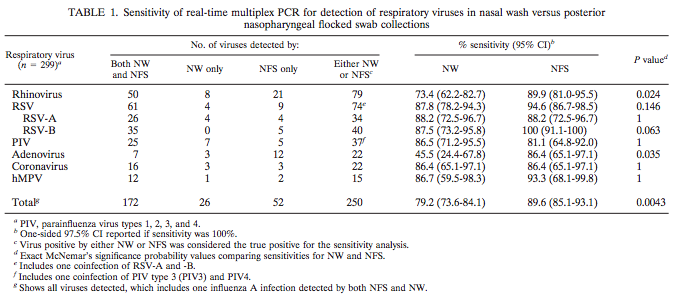 TABLE 1. Sensitivity of real-time multiplex PCR for detection of respiratory viruses in nasal wash versus posterior
nasopharyngeal flocked swab collections
Respiratory virus (n = 299)a No. of viruses detected by: % sensitivity (95% CI)b P valued
Both NW and NFS NW only NFS only Either NW or NFSc NW NFS
Rhinovirus 50 8 21 79 73.4 (62.2-82.7) 89.9 (81.0-95.5) 0.024
RSV 61 4 9 74e 87.8 (78.2-94.3) 94.6 (86.7-98.5) 0.146
RSV-A 26 4 4 34 88.2 (72.5-96.7) 88.2 (72.5-96.7) 1
RSV-B 35 0 5 40 87.5 (73.2-95.8) 100 (91.1-100) 0.063
PIV 25 7 5 37f 86.5 (71.2-95.5) 81.1 (64.8-92.0) 1
Adenovirus 7 3 12 22 45.5 (24.4-67.8) 86.4 (65.1-97.1) 0.035
Coronavirus 16 3 3 22 86.4 (65.1-97.1) 86.4 (65.1-97.1) 1
hMPV 12 1 2 15 86.7 (59.5-98.3) 93.3 (68.1-99.8) 1
Totalg 172 26 52 250 79.2 (73.6-84.1) 89.6 (85.1-93.1) 0.0043
a PIV, parainfluenza virus types 1, 2, 3, and 4.
b One-sided 97.5% CI reported if sensitivity was 100%.
c Virus positive by either NW or NFS was considered the true positive for the sensitivity analysis.
d Exact McNemar's significance probability values comparing sensitivities for NW and NFS.
e Includes one coinfection of RSV-A and -B.
f Includes one coinfection of PIV type 3 (PIV3) and PIV4.
g Shows all viruses detected, which includes one influenza A infection detected by both NFS and NW.